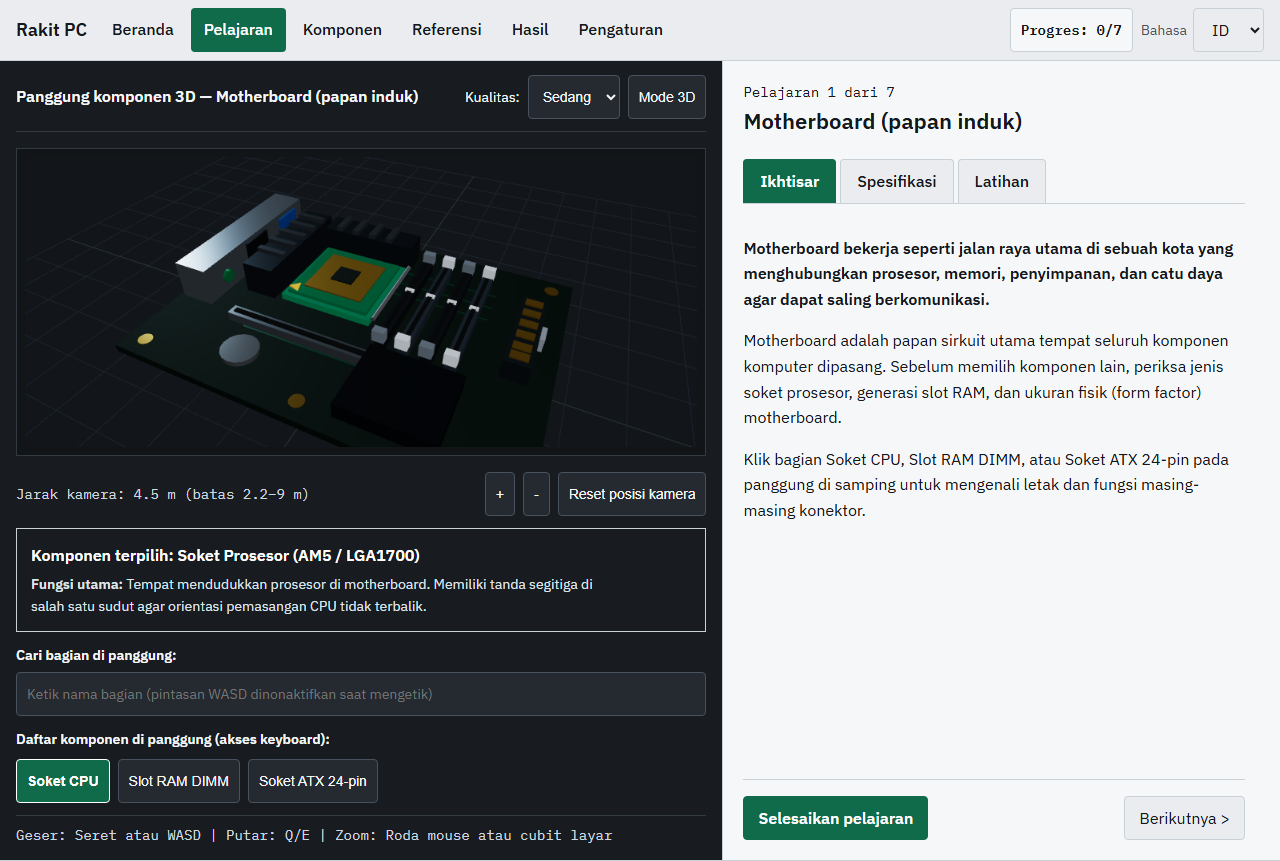 Rakit PC
Beranda
Pelajaran
Komponen
Referensi
Hasil
Pengaturan
Progres: 0/7
Bahasa
ID
Panggung komponen 3D — Motherboard (papan induk)
Kualitas:
Sedang
Mode 3D
Jarak kamera: 4.5 m (batas 2.2–9 m)
+
-
Reset posisi kamera
Komponen terpilih: Soket Prosesor (AM5 / LGA1700)
Fungsi utama: Tempat mendudukkan prosesor di motherboard. Memiliki tanda segitiga di
salah satu sudut agar orientasi pemasangan CPU tidak terbalik.
Cari bagian di panggung:
Ketik nama bagian (pintasan WASD dinonaktifkan saat mengetik)
Daftar komponen di panggung (akses keyboard):
Soket CPU
Slot RAM DIMM
Soket ATX 24-pin
Geser: Seret atau WASD | Putar: Q/E | Zoom: Roda mouse atau cubit layar
Pelajaran 1 dari 7
Motherboard (papan induk)
Ikhtisar
Spesifikasi
Latihan
Motherboard bekerja seperti jalan raya utama di sebuah kota yang
menghubungkan prosesor, memori, penyimpanan, dan catu daya
agar dapat saling berkomunikasi.
Motherboard adalah papan sirkuit utama tempat seluruh komponen
komputer dipasang. Sebelum memilih komponen lain, periksa jenis
soket prosesor, generasi slot RAM, dan ukuran fisik (form factor)
motherboard.
Klik bagian Soket CPU, Slot RAM DIMM, atau Soket ATX 24-pin pada
panggung di samping untuk mengenali letak dan fungsi masing-
masing konektor.
Selesaikan pelajaran
Berikutnya >